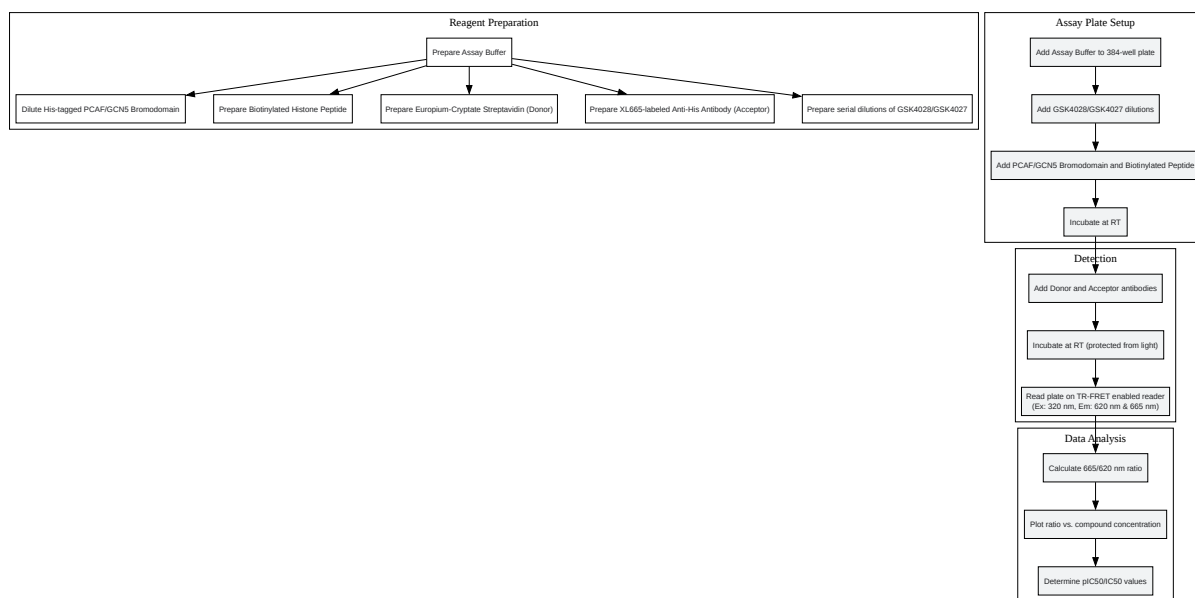 Reagent Preparation
Prepare Assay Buffer
Dilute His-tagged PCAF/GCN5 Bromodomain
Prepare Biotinylated Histone Peptide
Prepare Europium-Cryptate Streptavidin (Donor)
Prepare XL665-labeled Anti-His Antibody (Acceptor)
Prepare serial dilutions of GSK4028/GSK4027
Assay Plate Setup
Add Assay Buffer to 384-well plate
Add GSK4028/GSK4027 dilutions
Add PCAF/GCN5 Bromodomain and Biotinylated Peptide
Incubate at RT
Detection
Add Donor and Acceptor antibodies
Incubate at RT (protected from light)
Read plate on TR-FRET enabled reader
(Ex: 320 nm, Em: 620 nm & 665 nm)
Data Analysis
Calculate 665/620 nm ratio
Plot ratio vs. compound concentration
Determine pIC50/IC50 values